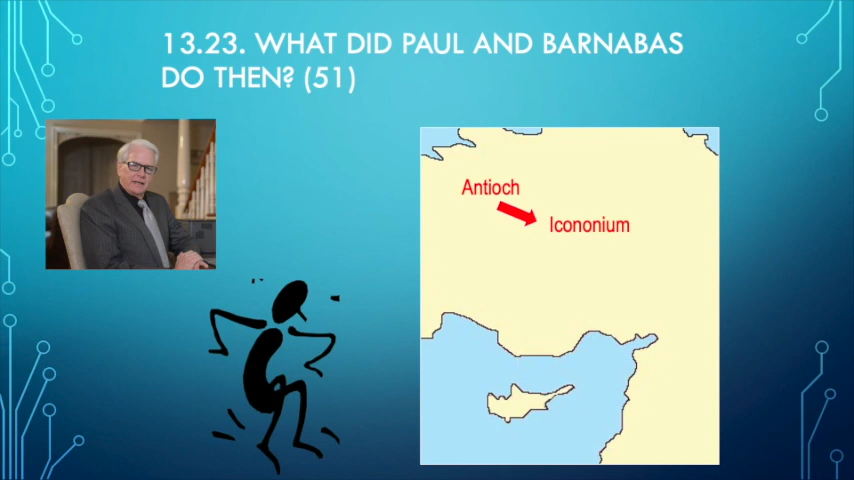 13.23. WHAT DID PAUL AND BARNABAS
DO THEN? (51)
Antioch
Icononium